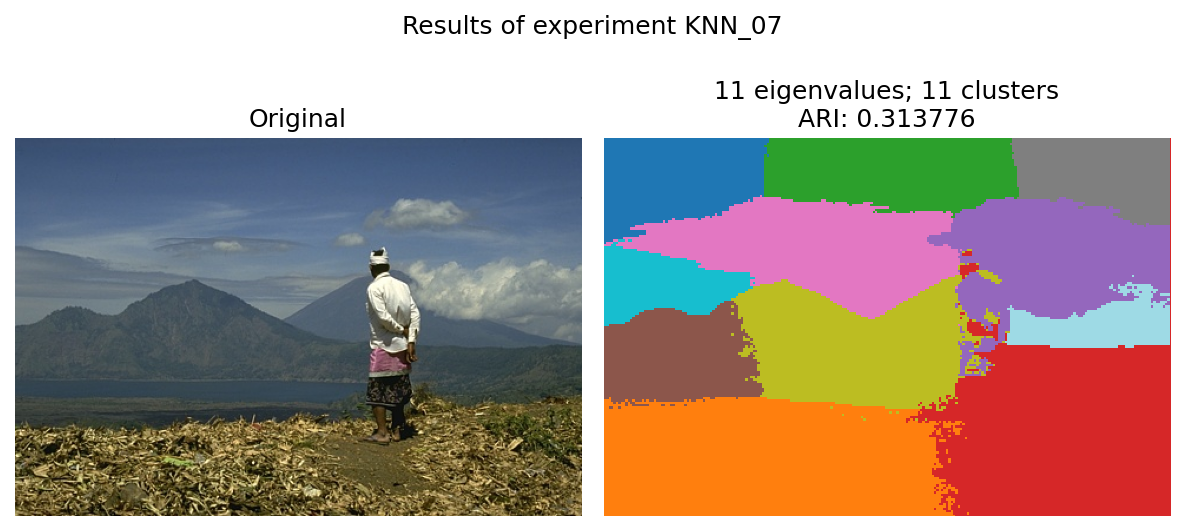 Results of experiment KNN_07
Original
11 eigenvalues; 11 clusters
ARI: 0.313776